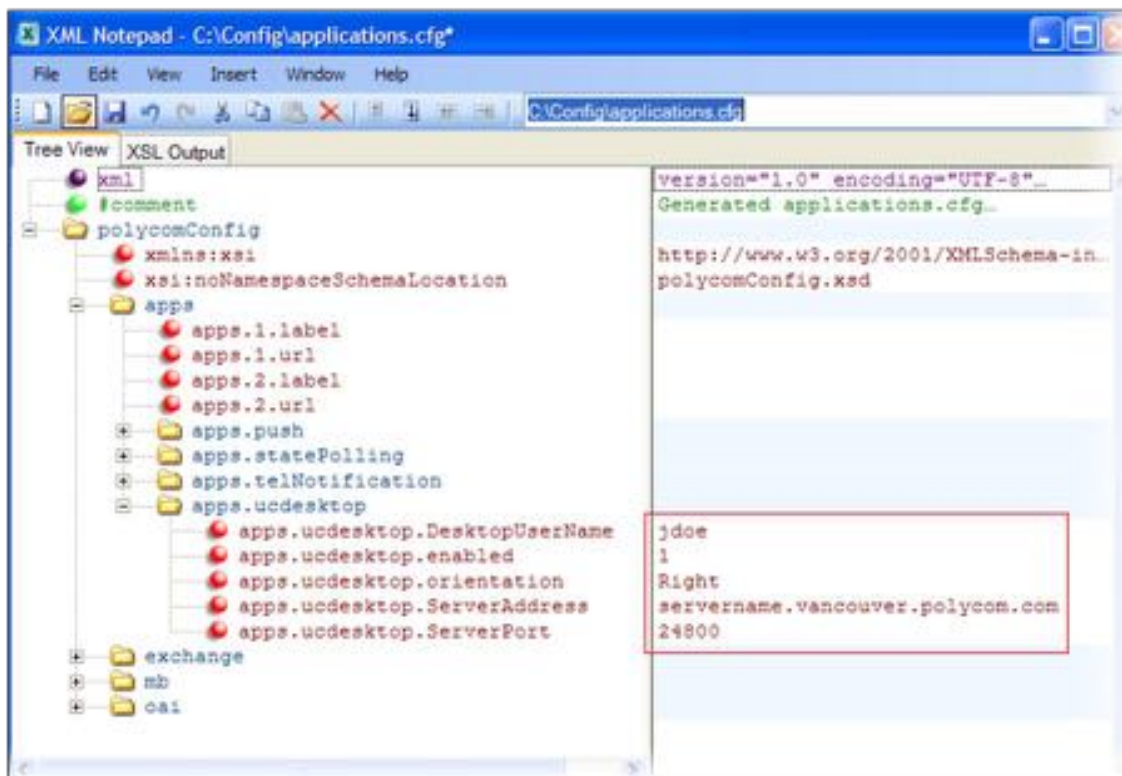 XML Notepad - C:\Config\applications.cfg*
File Edit View Insert Window Help
C:\Config\applications.cfg
Tree View XSL Output
xml version="1.0" encoding="UTF-8"…
#comment Generated applications.cfg…
polycomConfig
xmlns:xsi http://www.w3.org/2001/XMLSchema-in…
xsi:noNamespaceSchemaLocation polycomConfig.xsd
apps
apps.1.label
apps.1.url
apps.2.label
apps.2.url
apps.push
apps.statePolling
apps.telNotification
apps.ucdesktop
apps.ucdesktop.DesktopUserName jdoe
apps.ucdesktop.enabled 1
apps.ucdesktop.orientation Right
apps.ucdesktop.ServerAddress servername.vancouver.polycom.com
apps.ucdesktop.ServerPort 24800
exchange
mb
oai